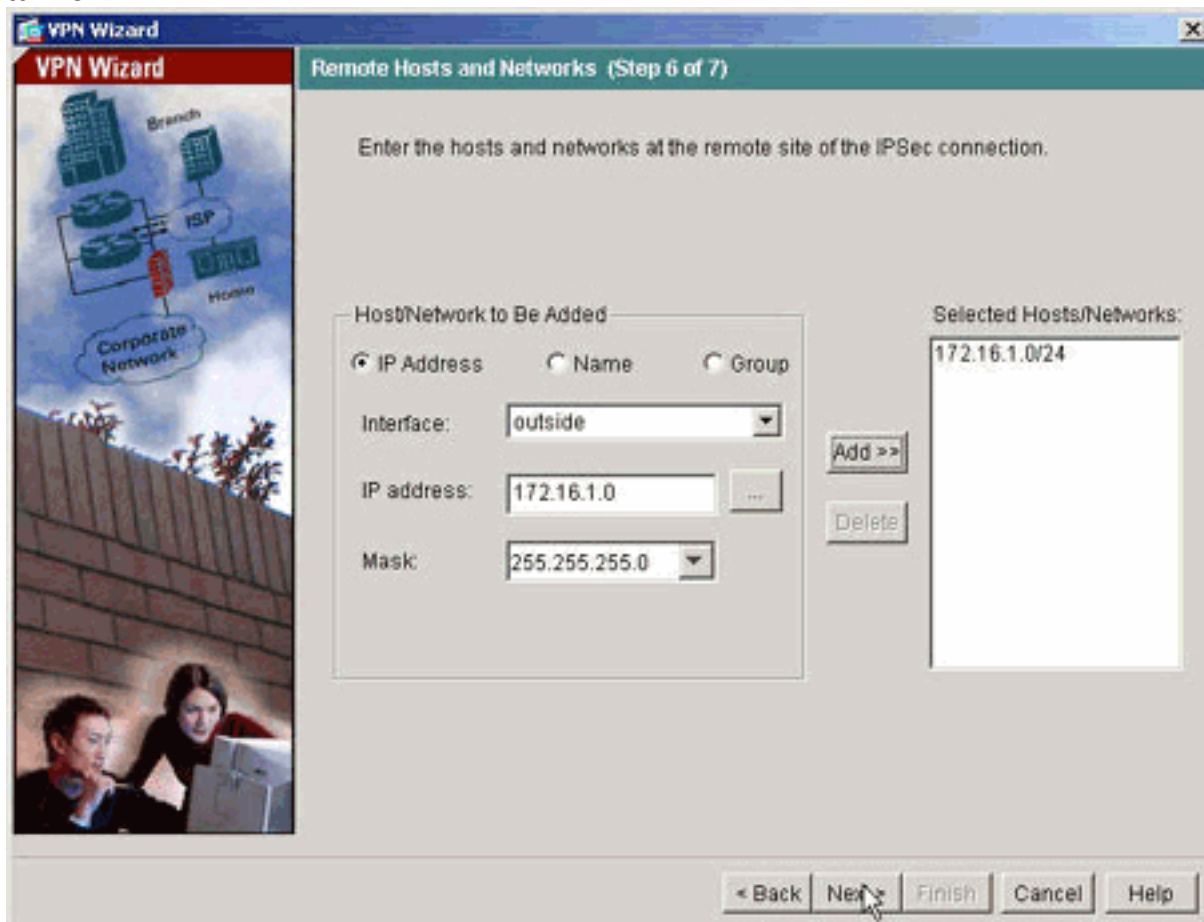 VPN Wizard
VPN Wizard
Remote Hosts and Networks (Step 6 of 7)
Branch
ISP
Home
Corporate
Network
Enter the hosts and networks at the remote site of the IPSec connection.
Host/Network to Be Added
IP Address
Name
Group
Interface:
outside
IP address:
172.16.1.0
...
Mask:
255.255.255.0
Add >>
Delete
Selected Hosts/Networks:
172.16.1.0/24
< Back
Next >
Finish
Cancel
Help